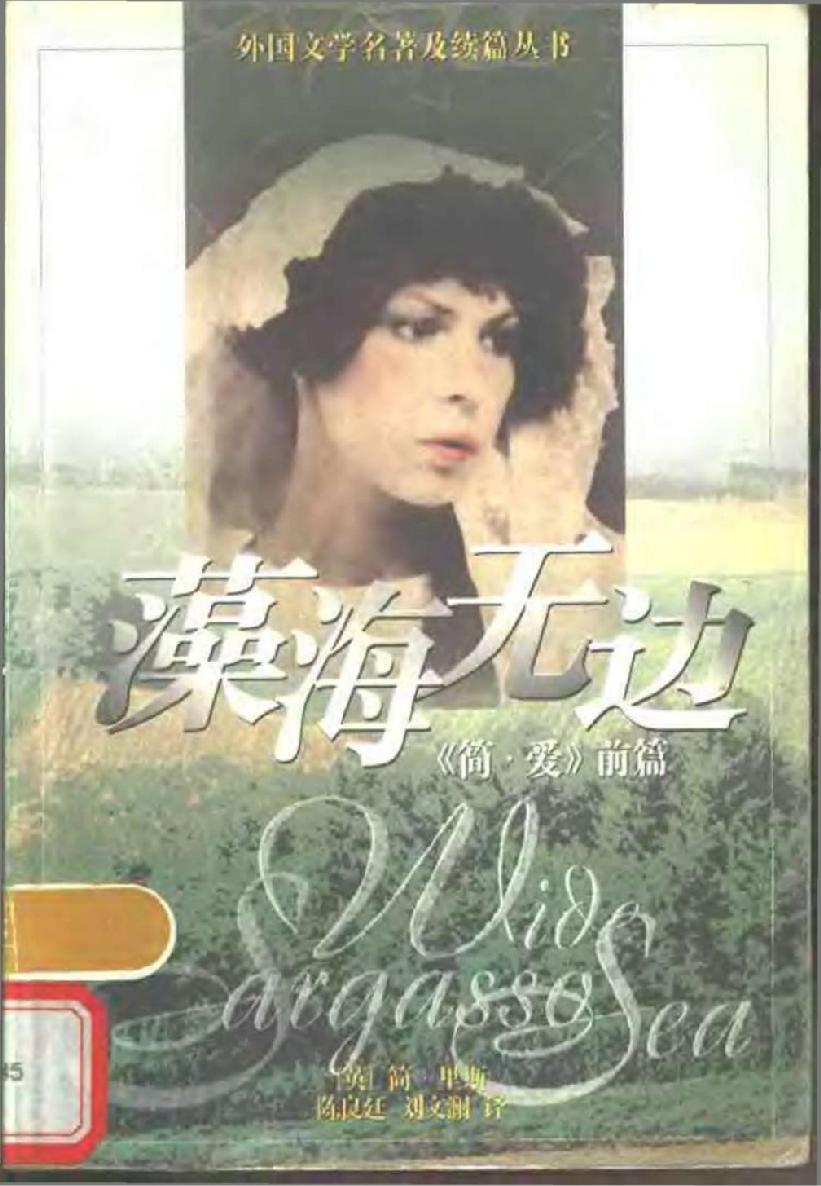 外国文学名著及续篇丛书
藻海无边
《简·爱》前篇
Wide
Sargasso Sea
[英] 简·里斯
陈良廷 刘文澜 译
35